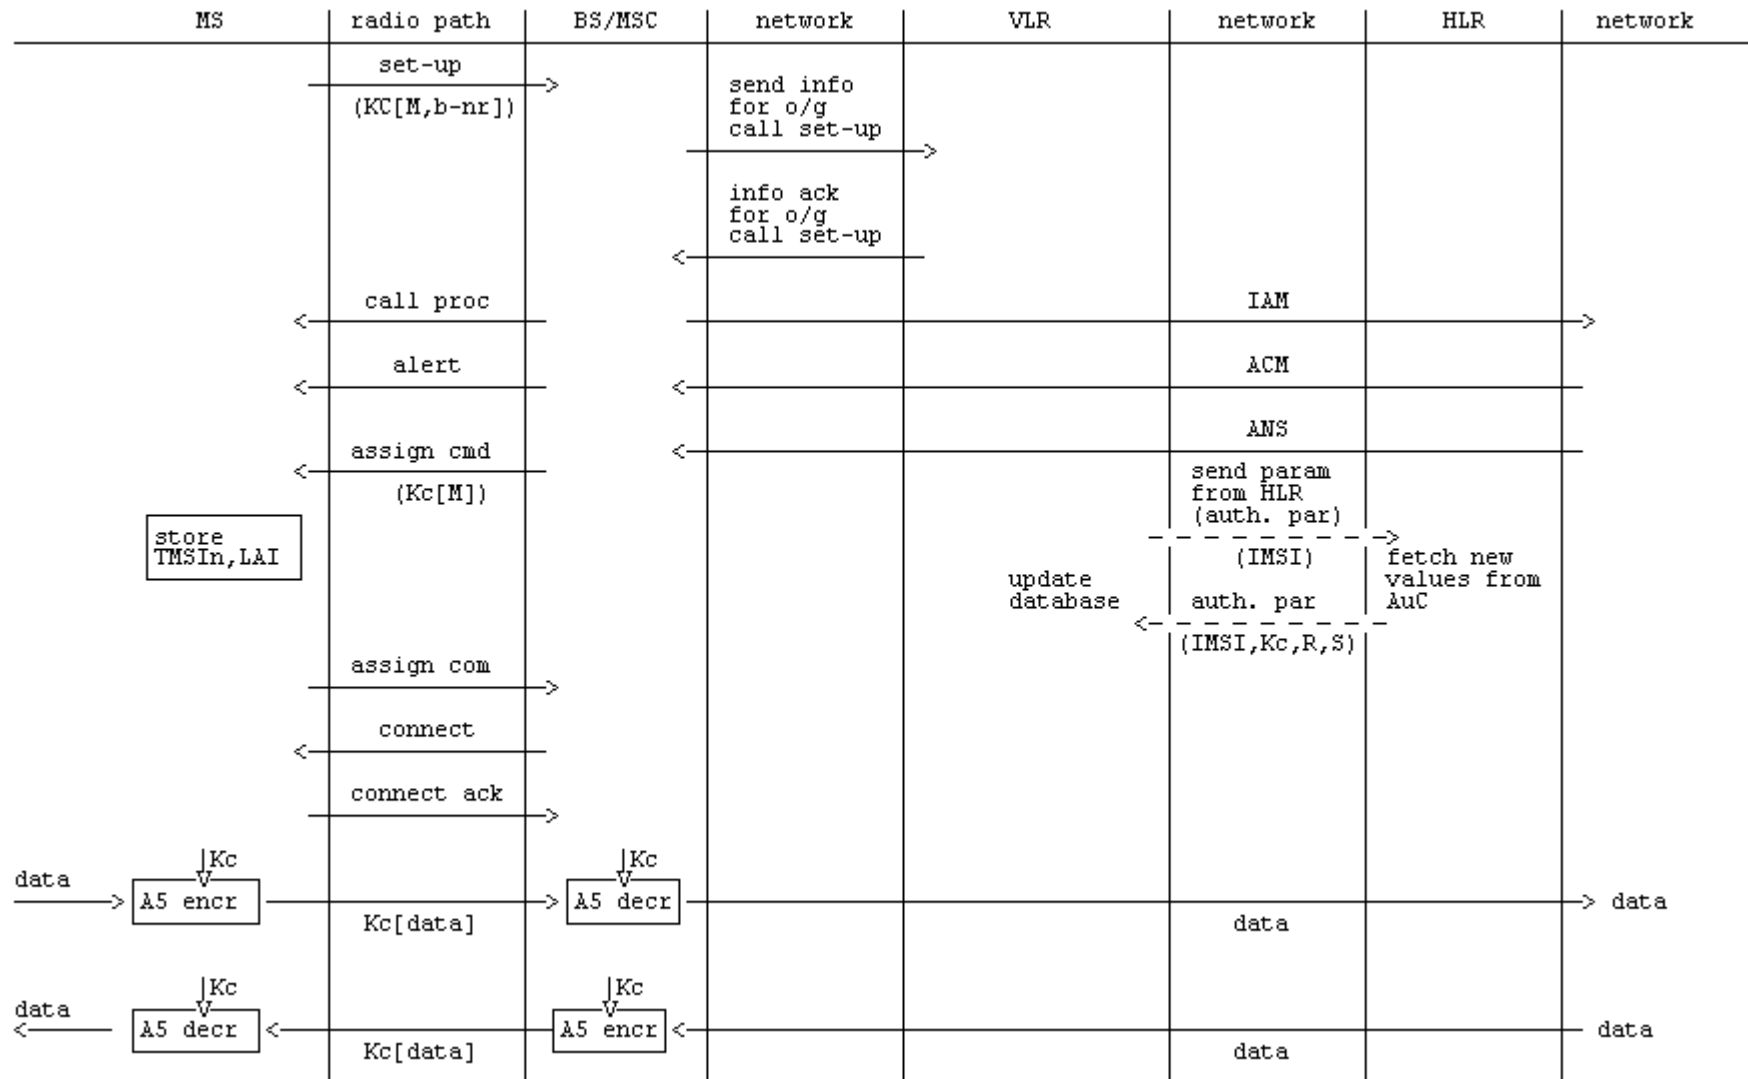 MS radio path BS/MSC network VLR network HLR network
set-up
(KC[M,b-nr])
send info
for o/g
call set-up
info ack
for o/g
call set-up
call proc IAM
alert ACM
ANS
assign cmd
(Kc[M])
send param
from HLR
(auth. par)
store
TMSIn,LAI
(IMSI)
fetch new
values from
AuC
update
database
auth. par
(IMSI,Kc,R,S)
assign com
connect
connect ack
Kc Kc
data A5 encr A5 decr data
Kc[data] data
Kc Kc
data A5 decr A5 encr data
Kc[data] data